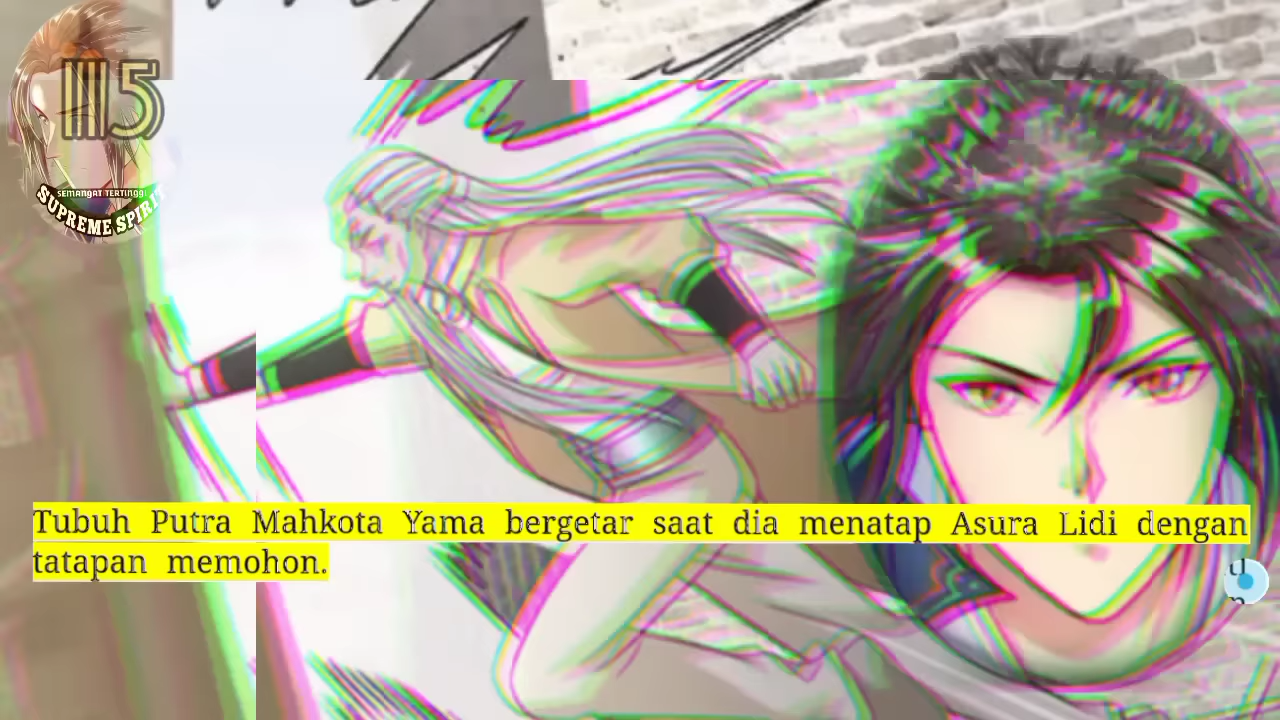 115
SEMANGAT TERTINGGI
SUPREME SPIRIT
Tubuh Putra Mahkota Yama bergetar saat dia menatap Asura Lidi dengan
tatapan memohon.